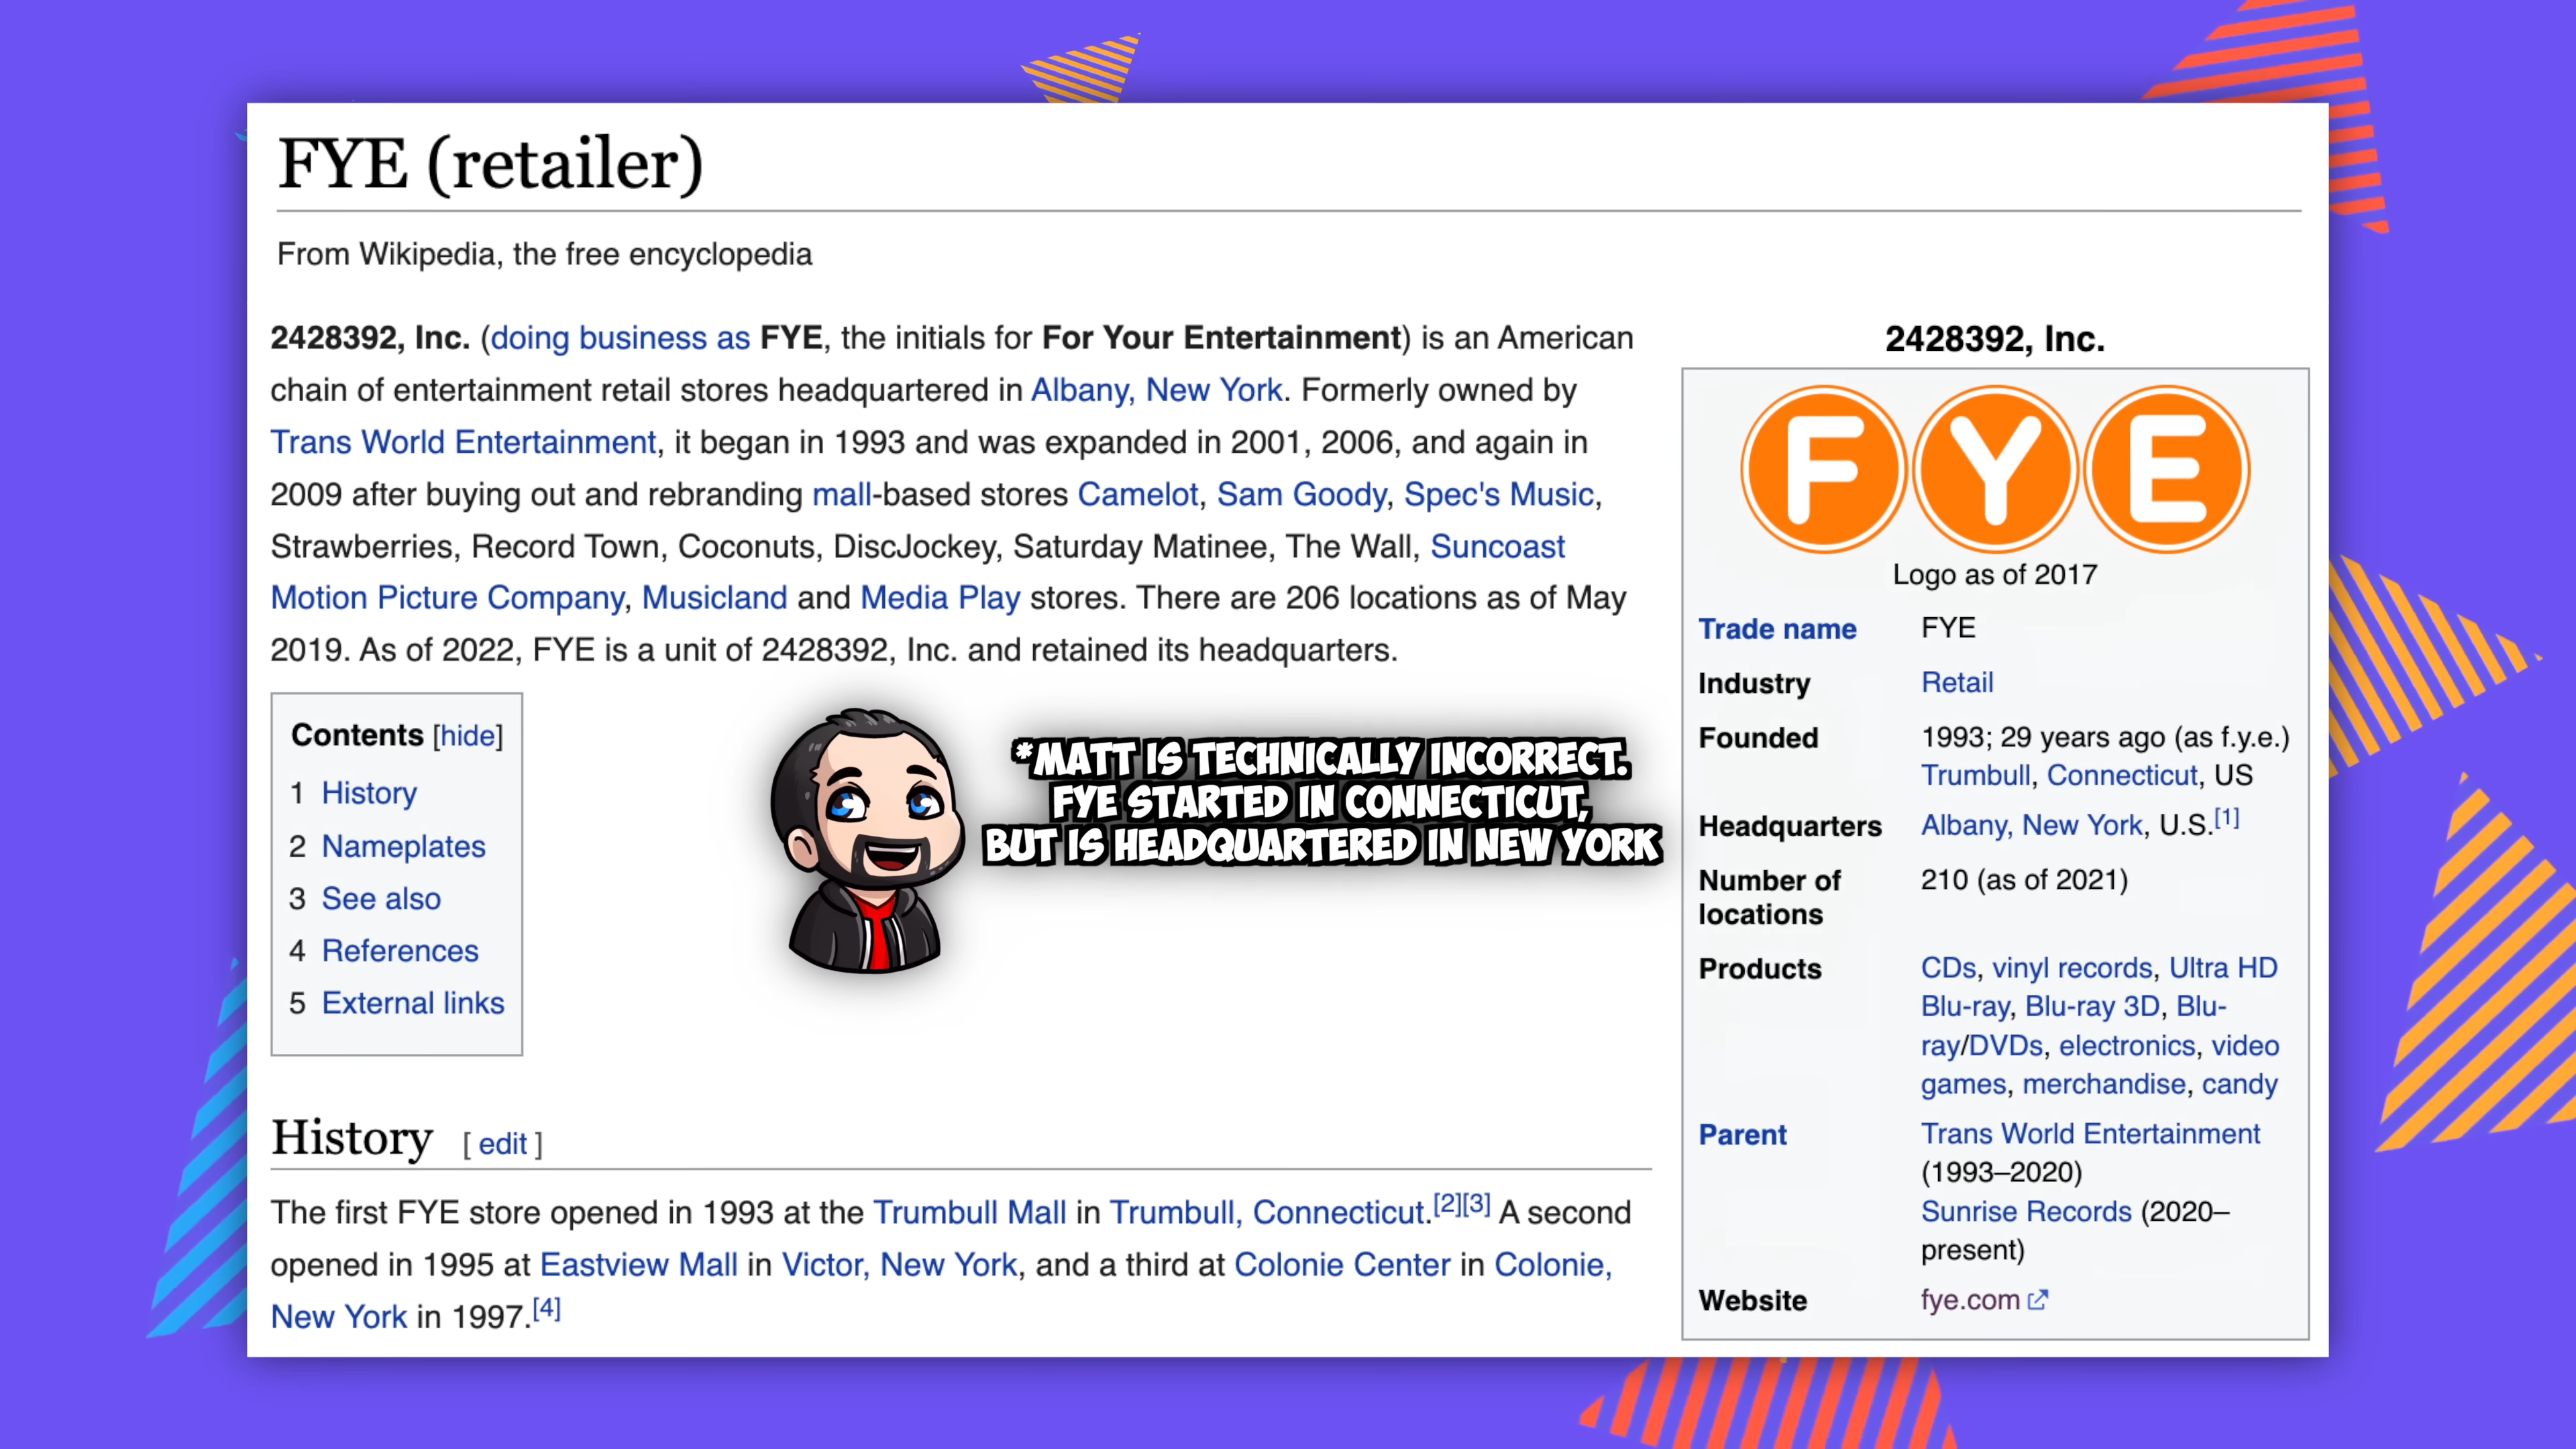 FYE (retailer)
From Wikipedia, the free encyclopedia
2428392, Inc. (doing business as FYE, the initials for For Your Entertainment) is an American
chain of entertainment retail stores headquartered in Albany, New York. Formerly owned by
Trans World Entertainment, it began in 1993 and was expanded in 2001, 2006, and again in
2009 after buying out and rebranding mall-based stores Camelot, Sam Goody, Spec's Music,
Strawberries, Record Town, Coconuts, DiscJockey, Saturday Matinee, The Wall, Suncoast
Motion Picture Company, Musicland and Media Play stores. There are 206 locations as of May
2019. As of 2022, FYE is a unit of 2428392, Inc. and retained its headquarters.
Contents [hide]
1 History
2 Nameplates
3 See also
4 References
5 External links
*MATT IS TECHNICALLY INCORRECT.
FYE STARTED IN CONNECTICUT,
BUT IS HEADQUARTERED IN NEW YORK
History [ edit ]
The first FYE store opened in 1993 at the Trumbull Mall in Trumbull, Connecticut.[2][3] A second
opened in 1995 at Eastview Mall in Victor, New York, and a third at Colonie Center in Colonie,
New York in 1997.[4]
2428392, Inc.
FYE
Logo as of 2017
Trade name FYE
Industry Retail
Founded 1993; 29 years ago (as f.y.e.)
Trumbull, Connecticut, US
Headquarters Albany, New York, U.S.[1]
Number of 210 (as of 2021)
locations
Products CDs, vinyl records, Ultra HD
Blu-ray, Blu-ray 3D, Blu-
ray/DVDs, electronics, video
games, merchandise, candy
Parent Trans World Entertainment
(1993–2020)
Sunrise Records (2020–
present)
Website fye.com